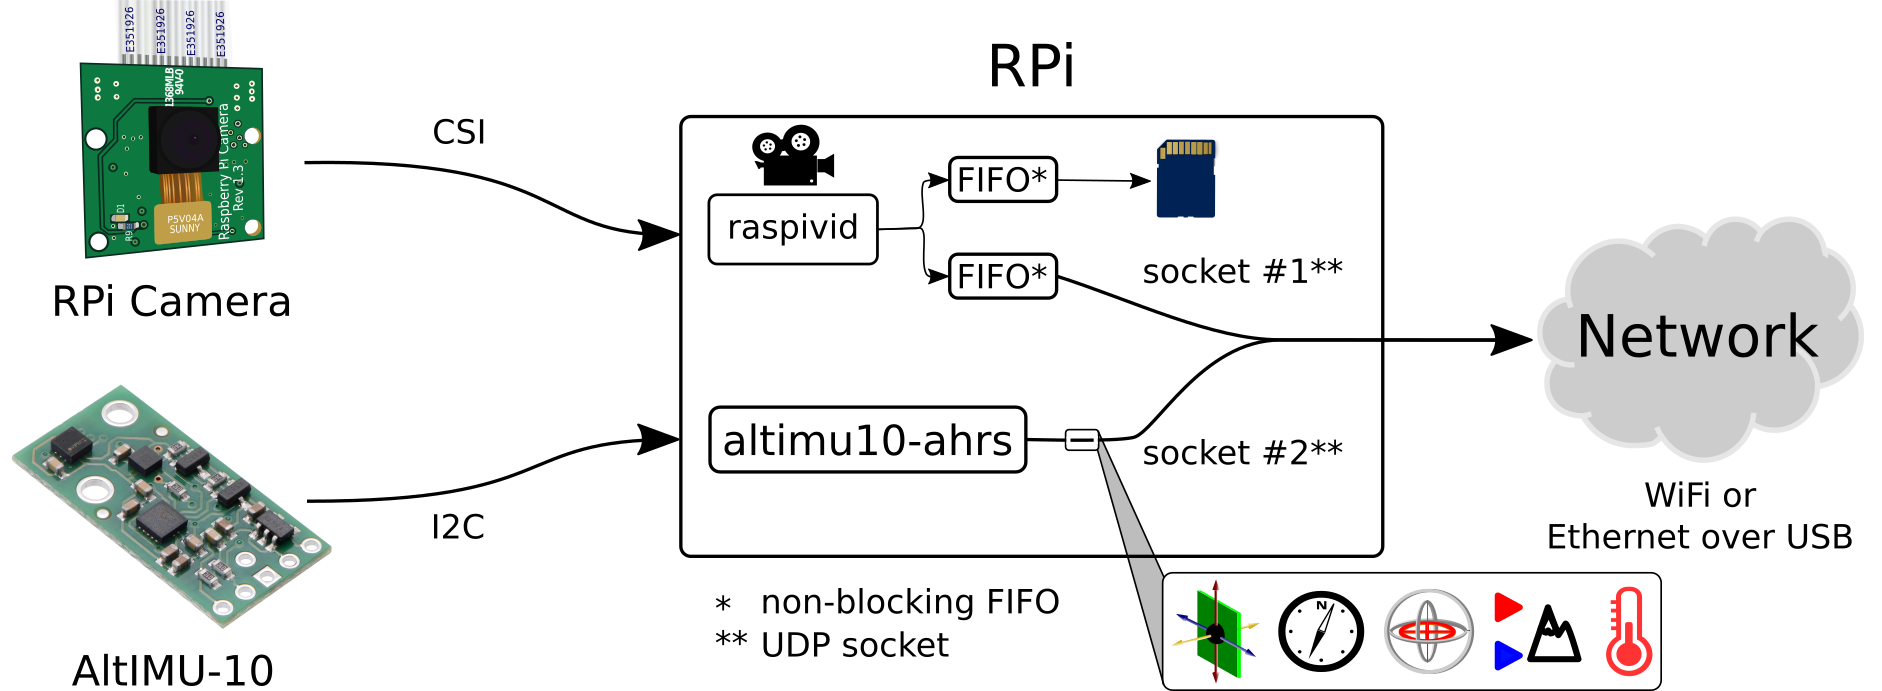 E351926 E351926 E351926 E351926
1368MLB
94V-0
Raspberry Pi Camera
Rev 1.3
D1
P5V04A
SUNNY
RPi Camera
CSI
RPi
raspivid
FIFO*
FIFO*
socket #1**
Network
WiFi or
Ethernet over USB
altimu10-ahrs
socket #2**
I2C
AltIMU-10
* non-blocking FIFO
** UDP socket
N